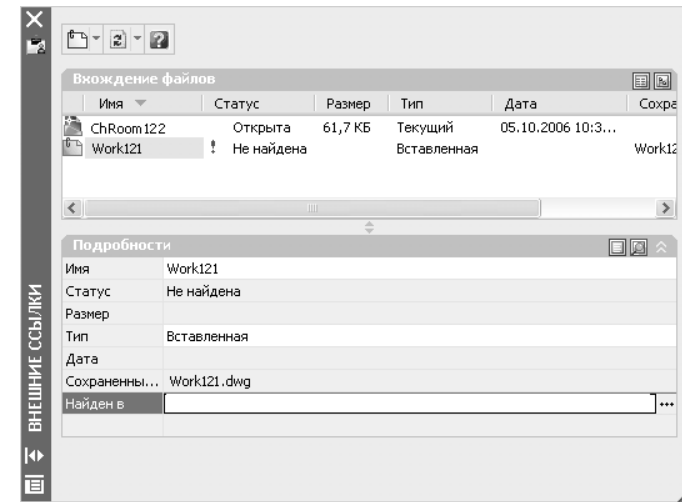 Вхождение файлов
Имя Статус Размер Тип Дата Сохра
ChRoom122 Открыта 61,7 КБ Текущий 05.10.2006 10:3...
Work121 ! Не найдена Вставленная Work12
Подробности
Имя Work121
Статус Не найдена
Размер
Тип Вставленная
Дата
Сохраненны... Work121.dwg
Найден в
ВНЕШНИЕ ССЫЛКИ